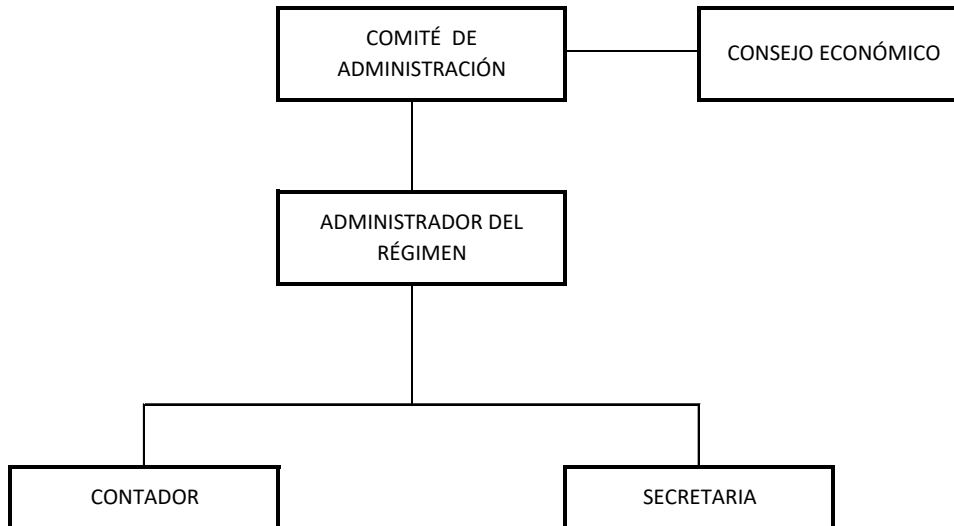 COMITÉ DE
ADMINISTRACIÓN
CONSEJO ECONÓMICO
ADMINISTRADOR DEL
RÉGIMEN
CONTADOR
SECRETARIA